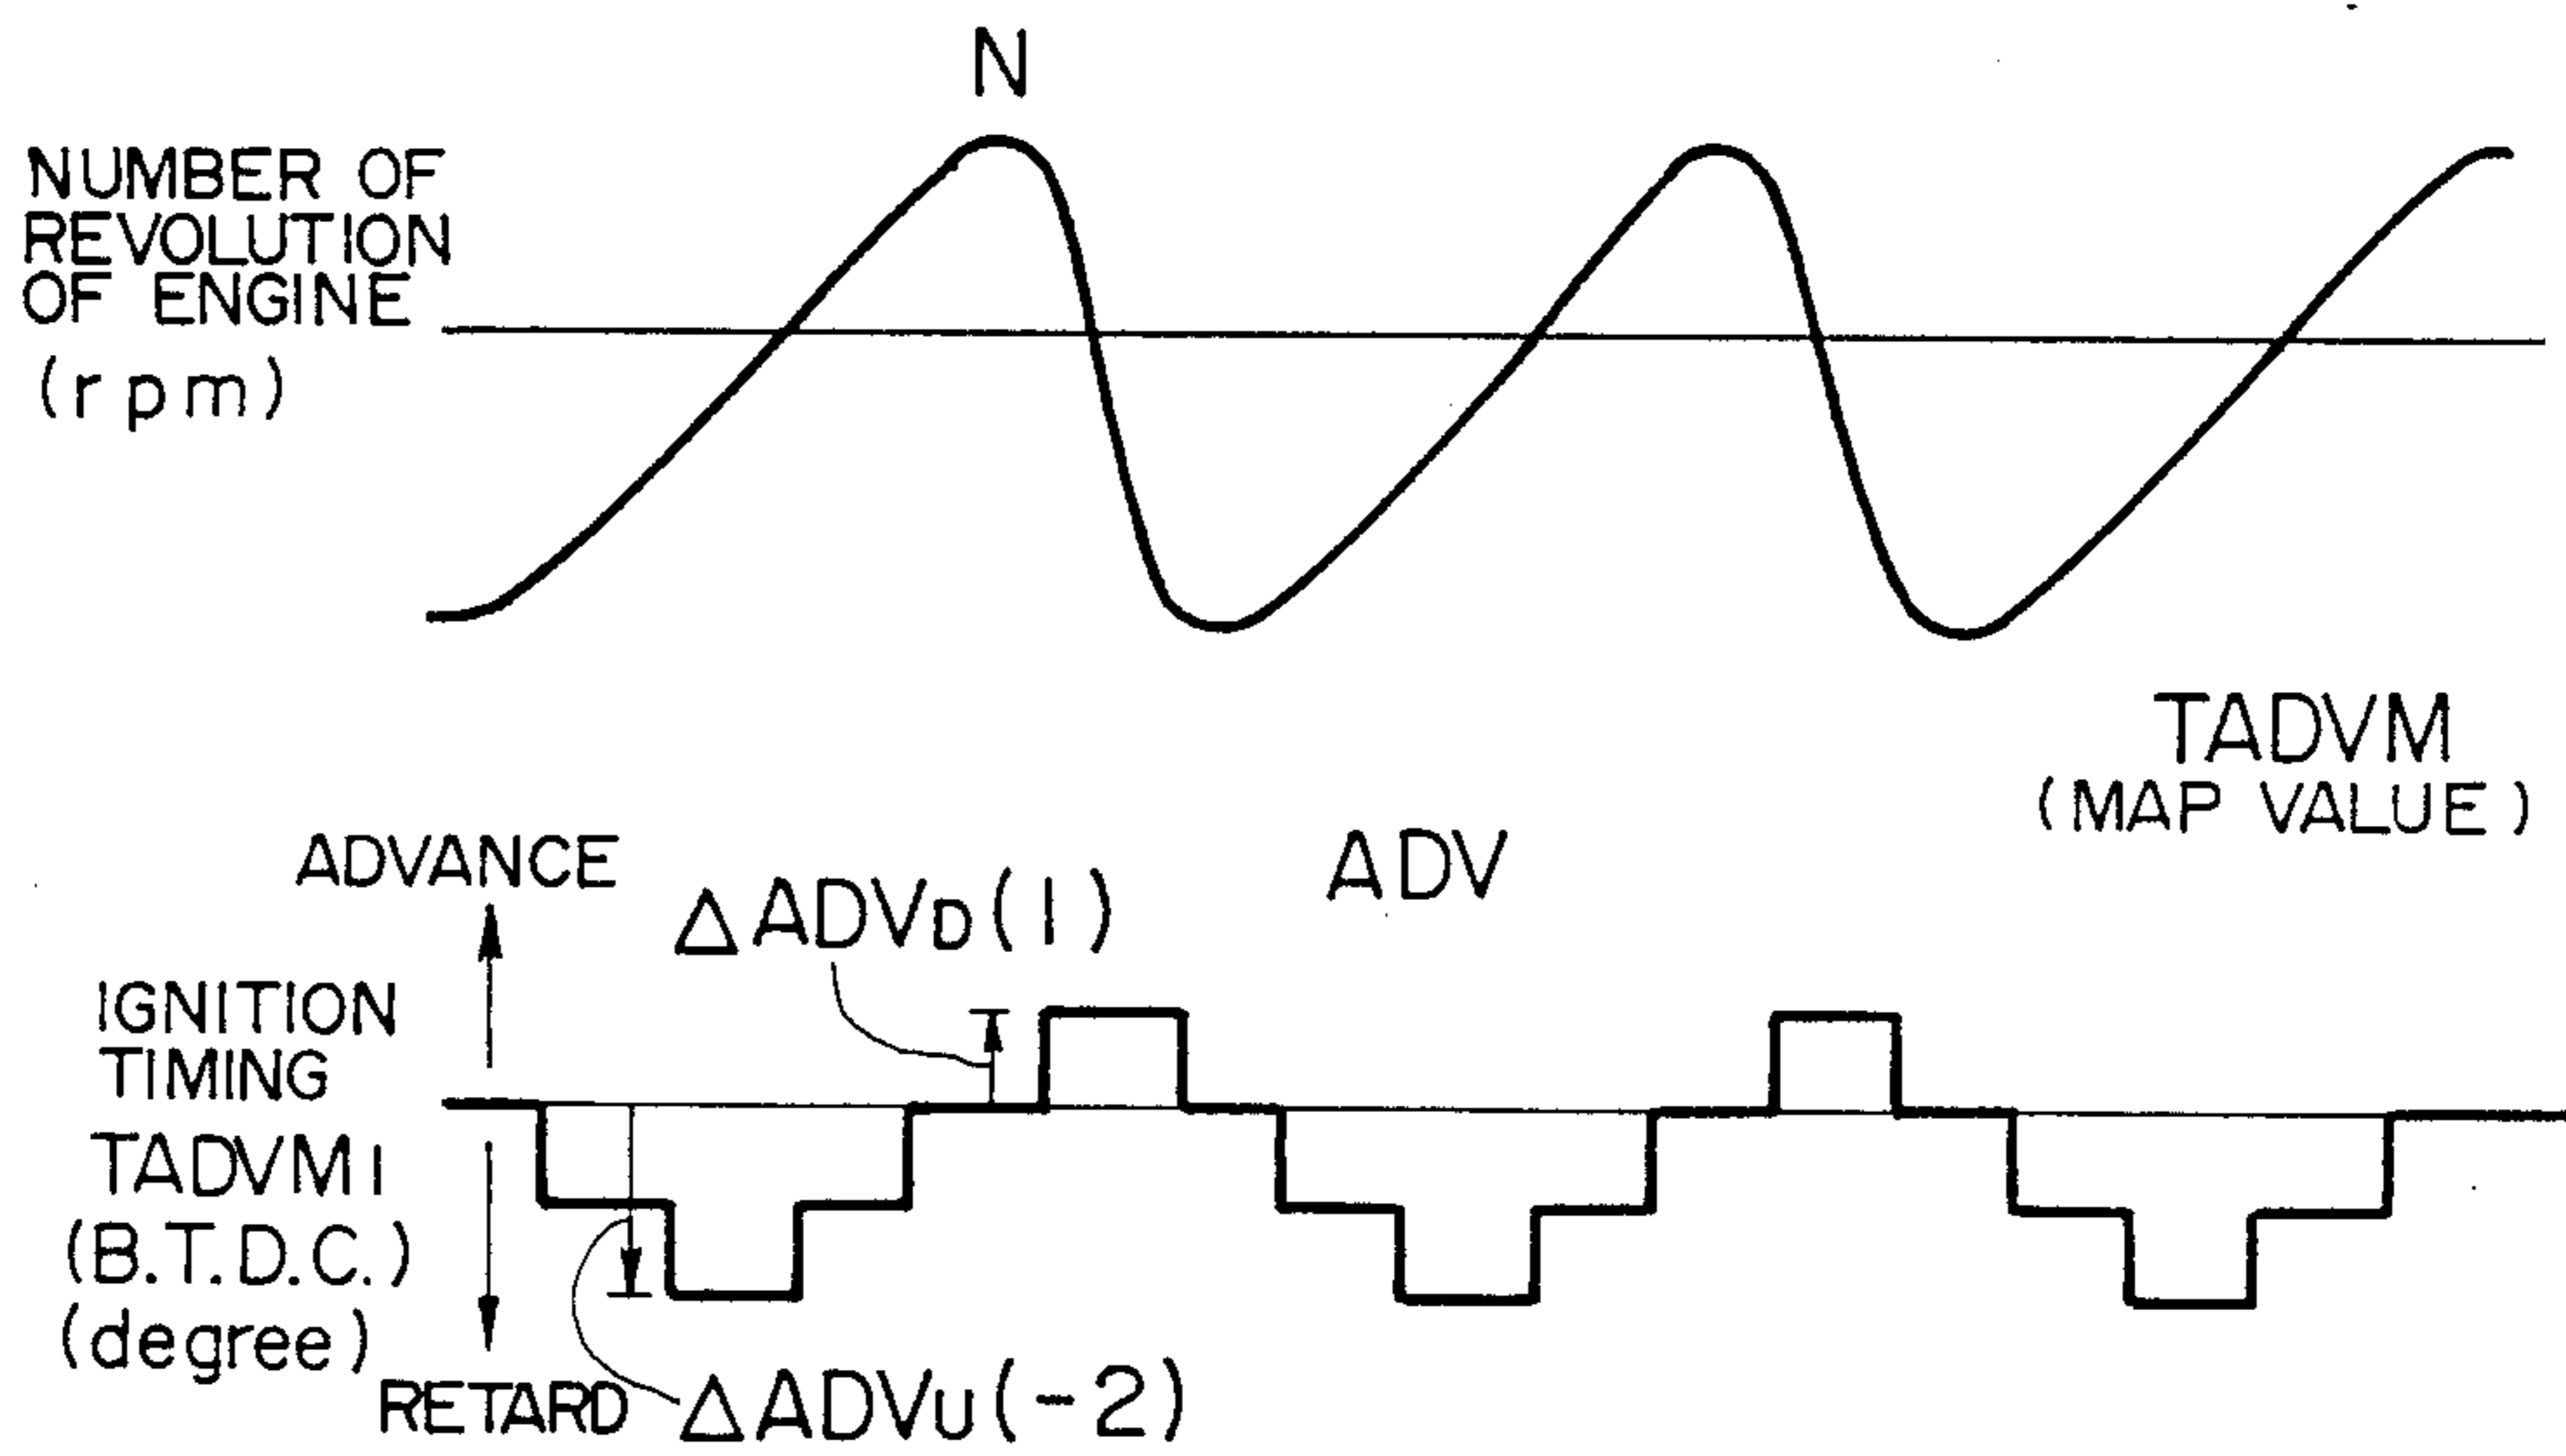 N
NUMBER OF
REVOLUTION
OF ENGINE
(rpm)
TADVM
(MAP VALUE)
ADVANCE
ADV
ΔADVD(1)
IGNITION
TIMING
TADVM1
(B.T.D.C.)
(degree)
RETARD
ΔADVU(-2)